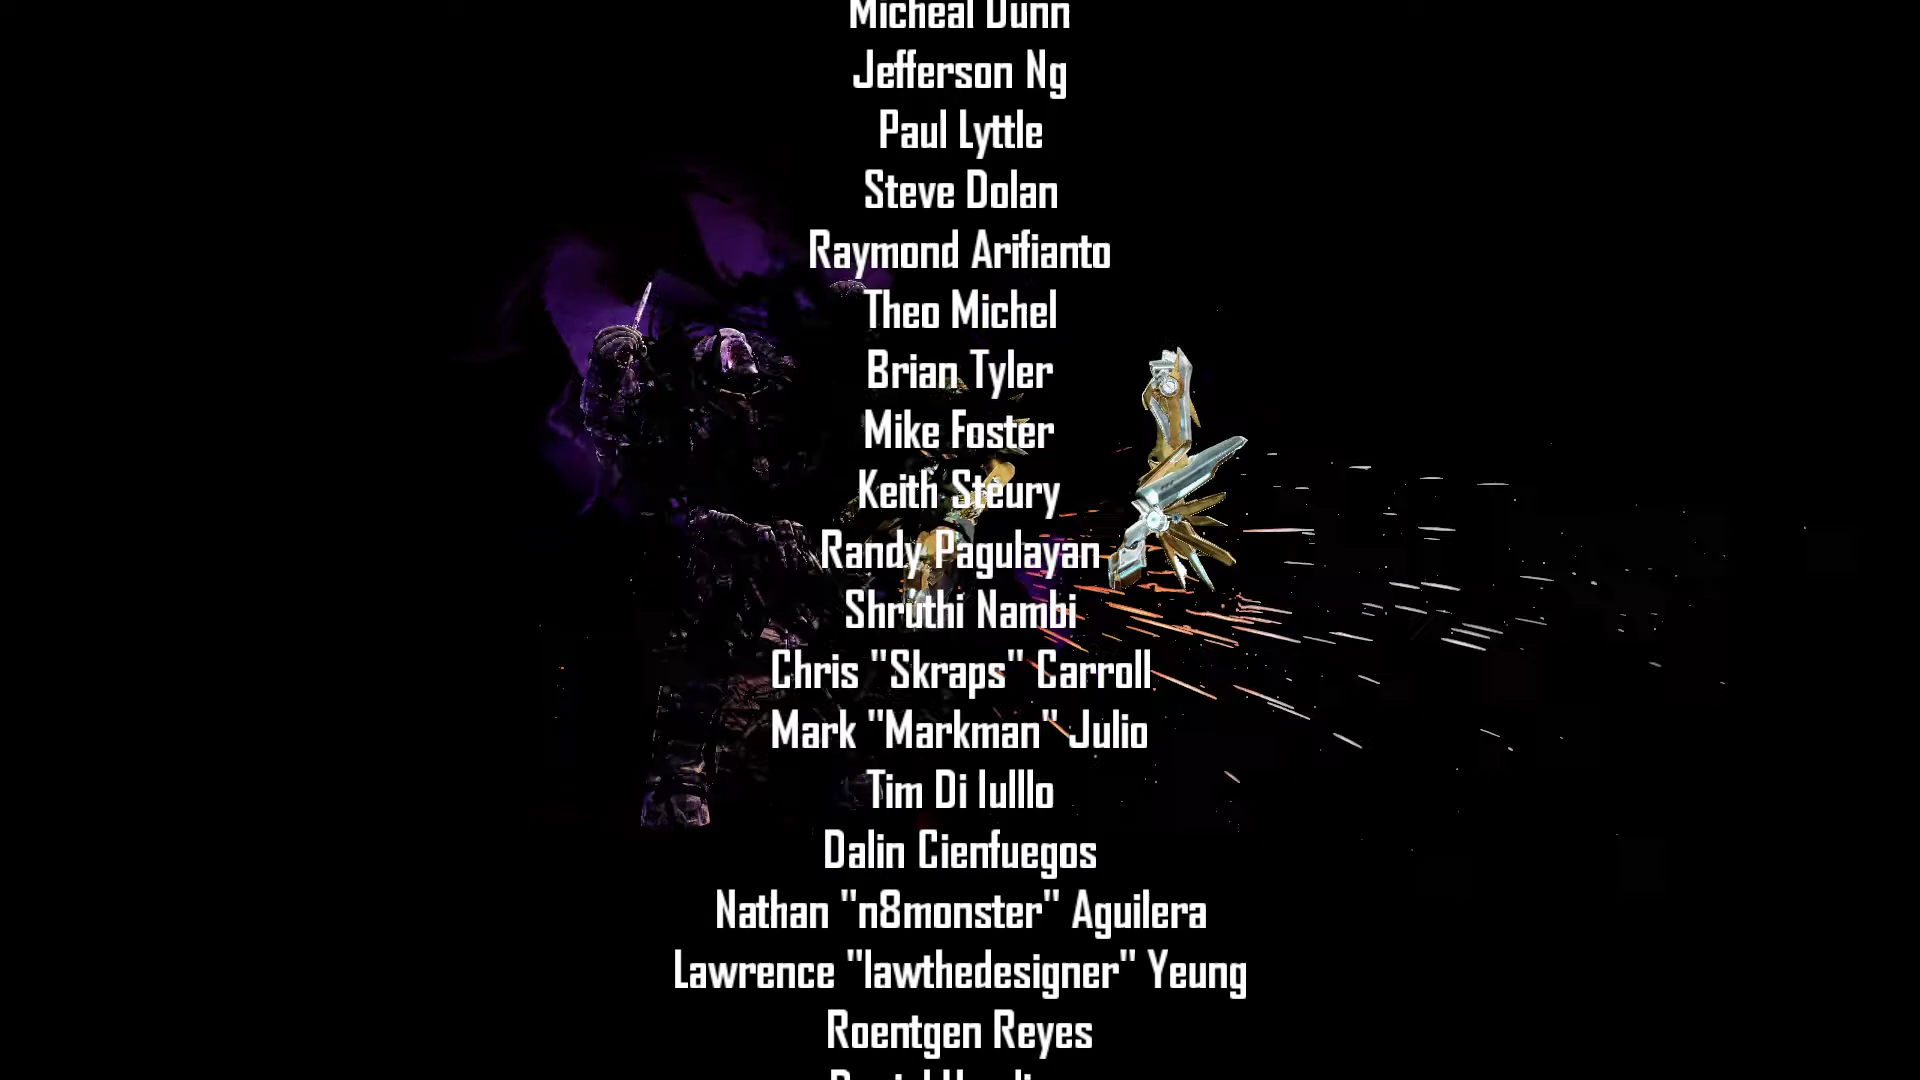 Micheal Dunn
Jefferson Ng
Paul Lyttle
Steve Dolan
Raymond Arifianto
Theo Michel
Brian Tyler
Mike Foster
Keith Steury
Randy Pagulayan
Shruthi Nambi
Chris "Skraps" Carroll
Mark "Markman" Julio
Tim Di Iulllo
Dalin Cienfuegos
Nathan "n8monster" Aguilera
Lawrence "lawthedesigner" Yeung
Roentgen Reyes